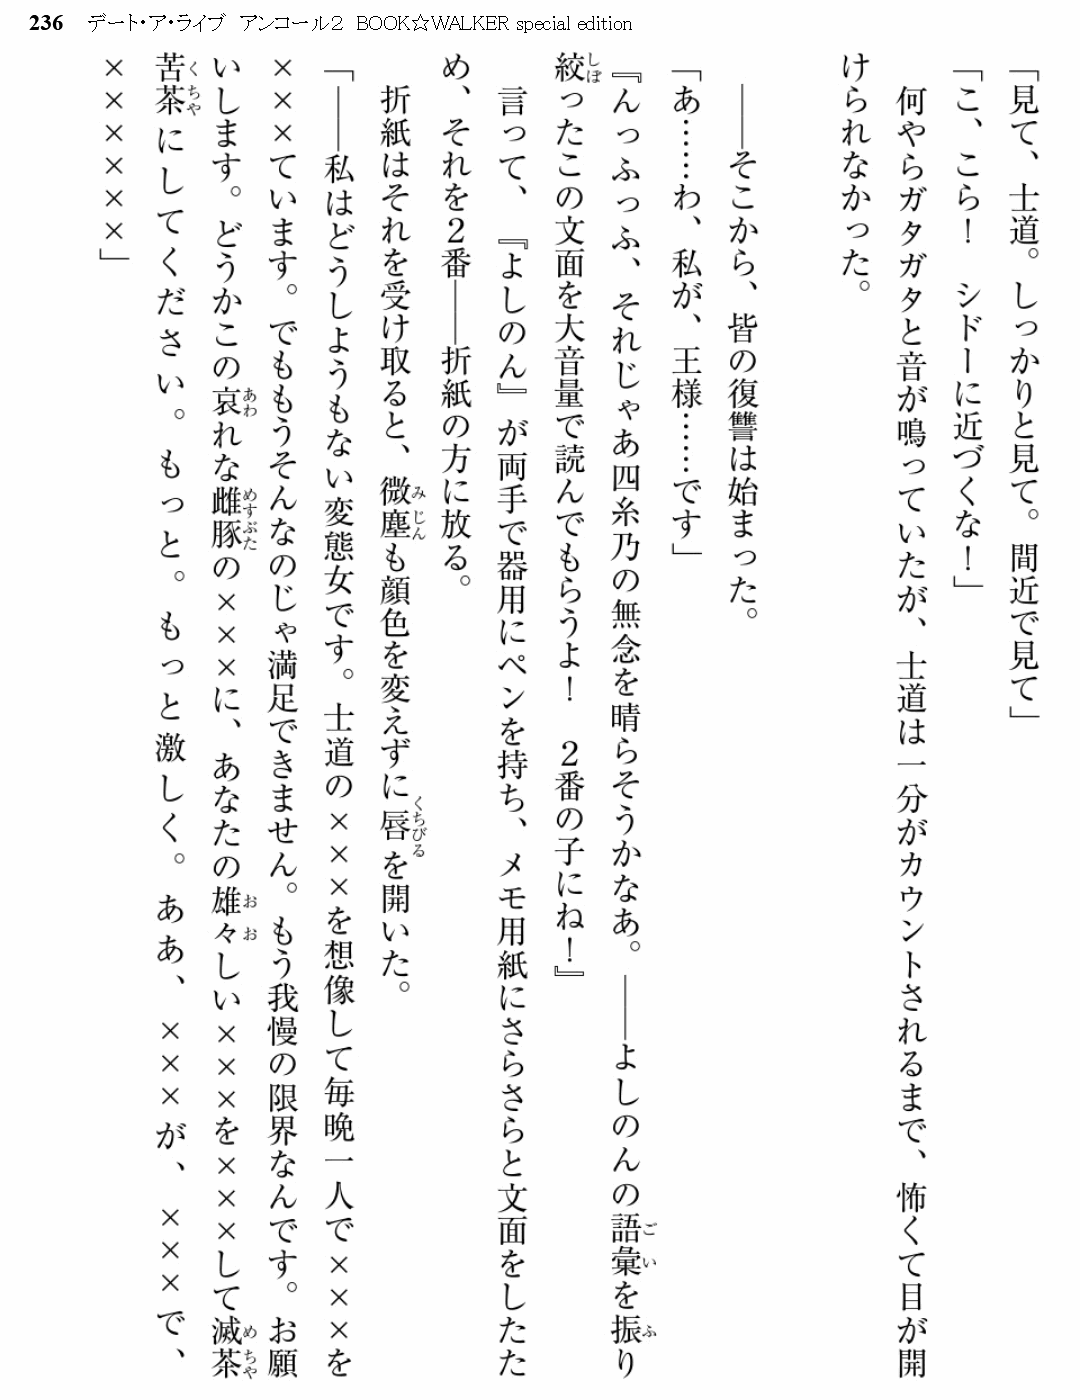 236 デート・ア・ライブ アンコール2 BOOK☆WALKER special edition
「見て、士道。しっかりと見て。間近で見て」
「こ、こら！　シドーに近づくな！」
　何やらガタガタと音が鳴っていたが、士道は一分がカウントされるまで、怖くて目が開
けられなかった。
　――そこから、皆の復讐は始まった。
「あ……わ、私が、王様……です」
『んっふっふ、それじゃあ四糸乃の無念を晴らそうかなあ。――よしのんの語彙を振り
絞ったこの文面を大音量で読んでもらうよ！　２番の子にね！』
　言って、『よしのん』が両手で器用にペンを持ち、メモ用紙にさらさらと文面をしたた
め、それを２番――折紙の方に放る。
　折紙はそれを受け取ると、微塵も顔色を変えずに唇を開いた。
「――私はどうしようもない変態女です。士道の×××を想像して毎晩一人で×××を
×××ています。でももうそんなのじゃ満足できません。もう我慢の限界なんです。お願
いします。どうかこの哀れな雌豚の×××に、あなたの雄々しい×××を×××して滅茶
苦茶にしてください。もっと。もっと激しく。ああ、×××が、×××で、
××××××」